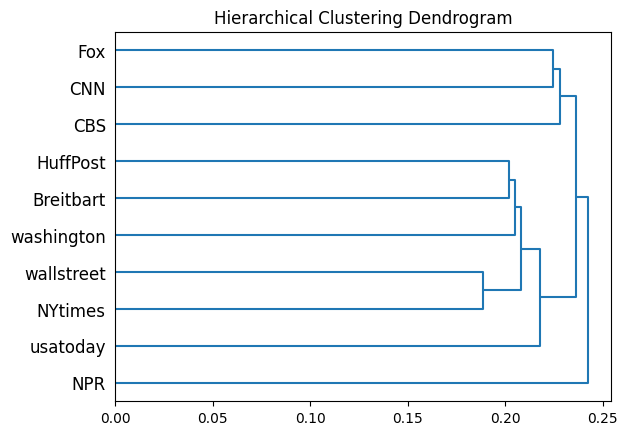 Hierarchical Clustering Dendrogram
Fox
CNN
CBS
HuffPost
Breitbart
washington
wallstreet
NYtimes
usatoday
NPR
0.00 0.05 0.10 0.15 0.20 0.25